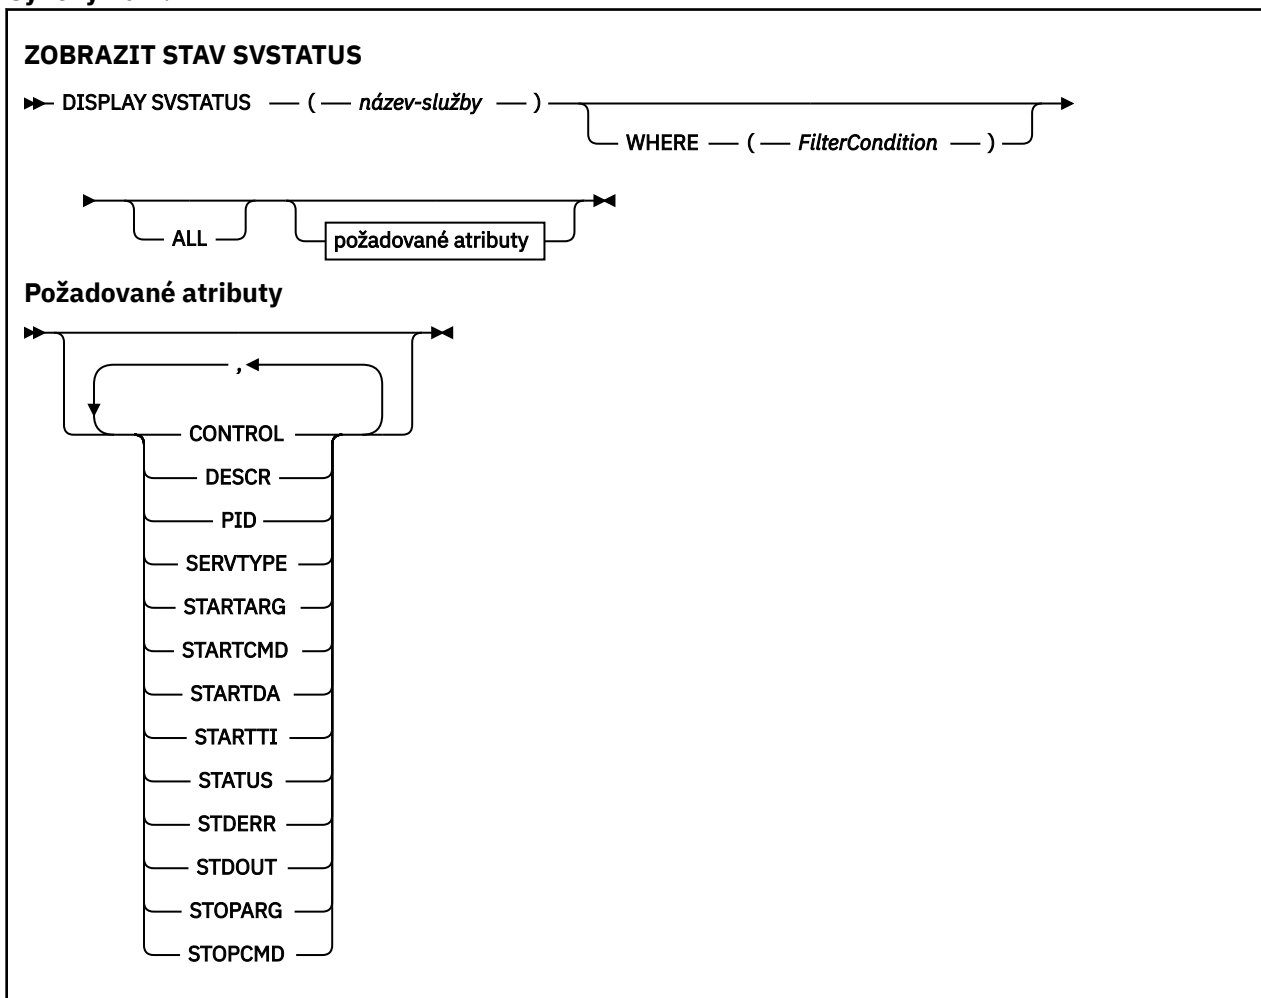 ZOBRAZIT STAV SVSTATUS
DISPLAY SVSTATUS ( název-služby )
WHERE ( FilterCondition )
ALL
požadované atributy
Požadované atributy
,
CONTROL
DESCR
PID
SERVTYPE
STARTARG
STARTCMD
STARTDA
STARTTI
STATUS
STDERR
STDOUT
STOPARG
STOPCMD